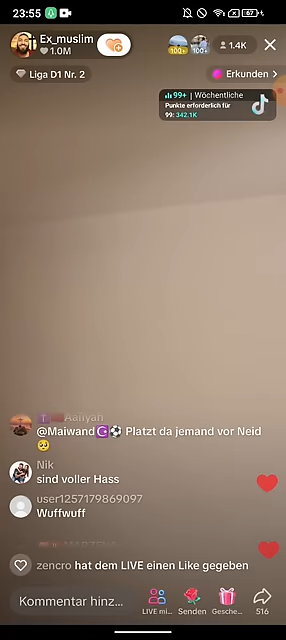 23:55
87
Ex_muslim
1.0M
100+
100+
1.4K
Liga D1 Nr. 2
Erkunden >
99+ | Wöchentliche
Punkte erforderlich für
99: 342.1K
Aaliyah
@Maiwand☪️⚽ Platzt da jemand vor Neid
🥺
Nik
sind voller Hass
user1257179869097
Wuffwuff
zencro hat dem LIVE einen Like gegeben
Kommentar hinz...
LIVE mi...
Senden
Gesche...
516